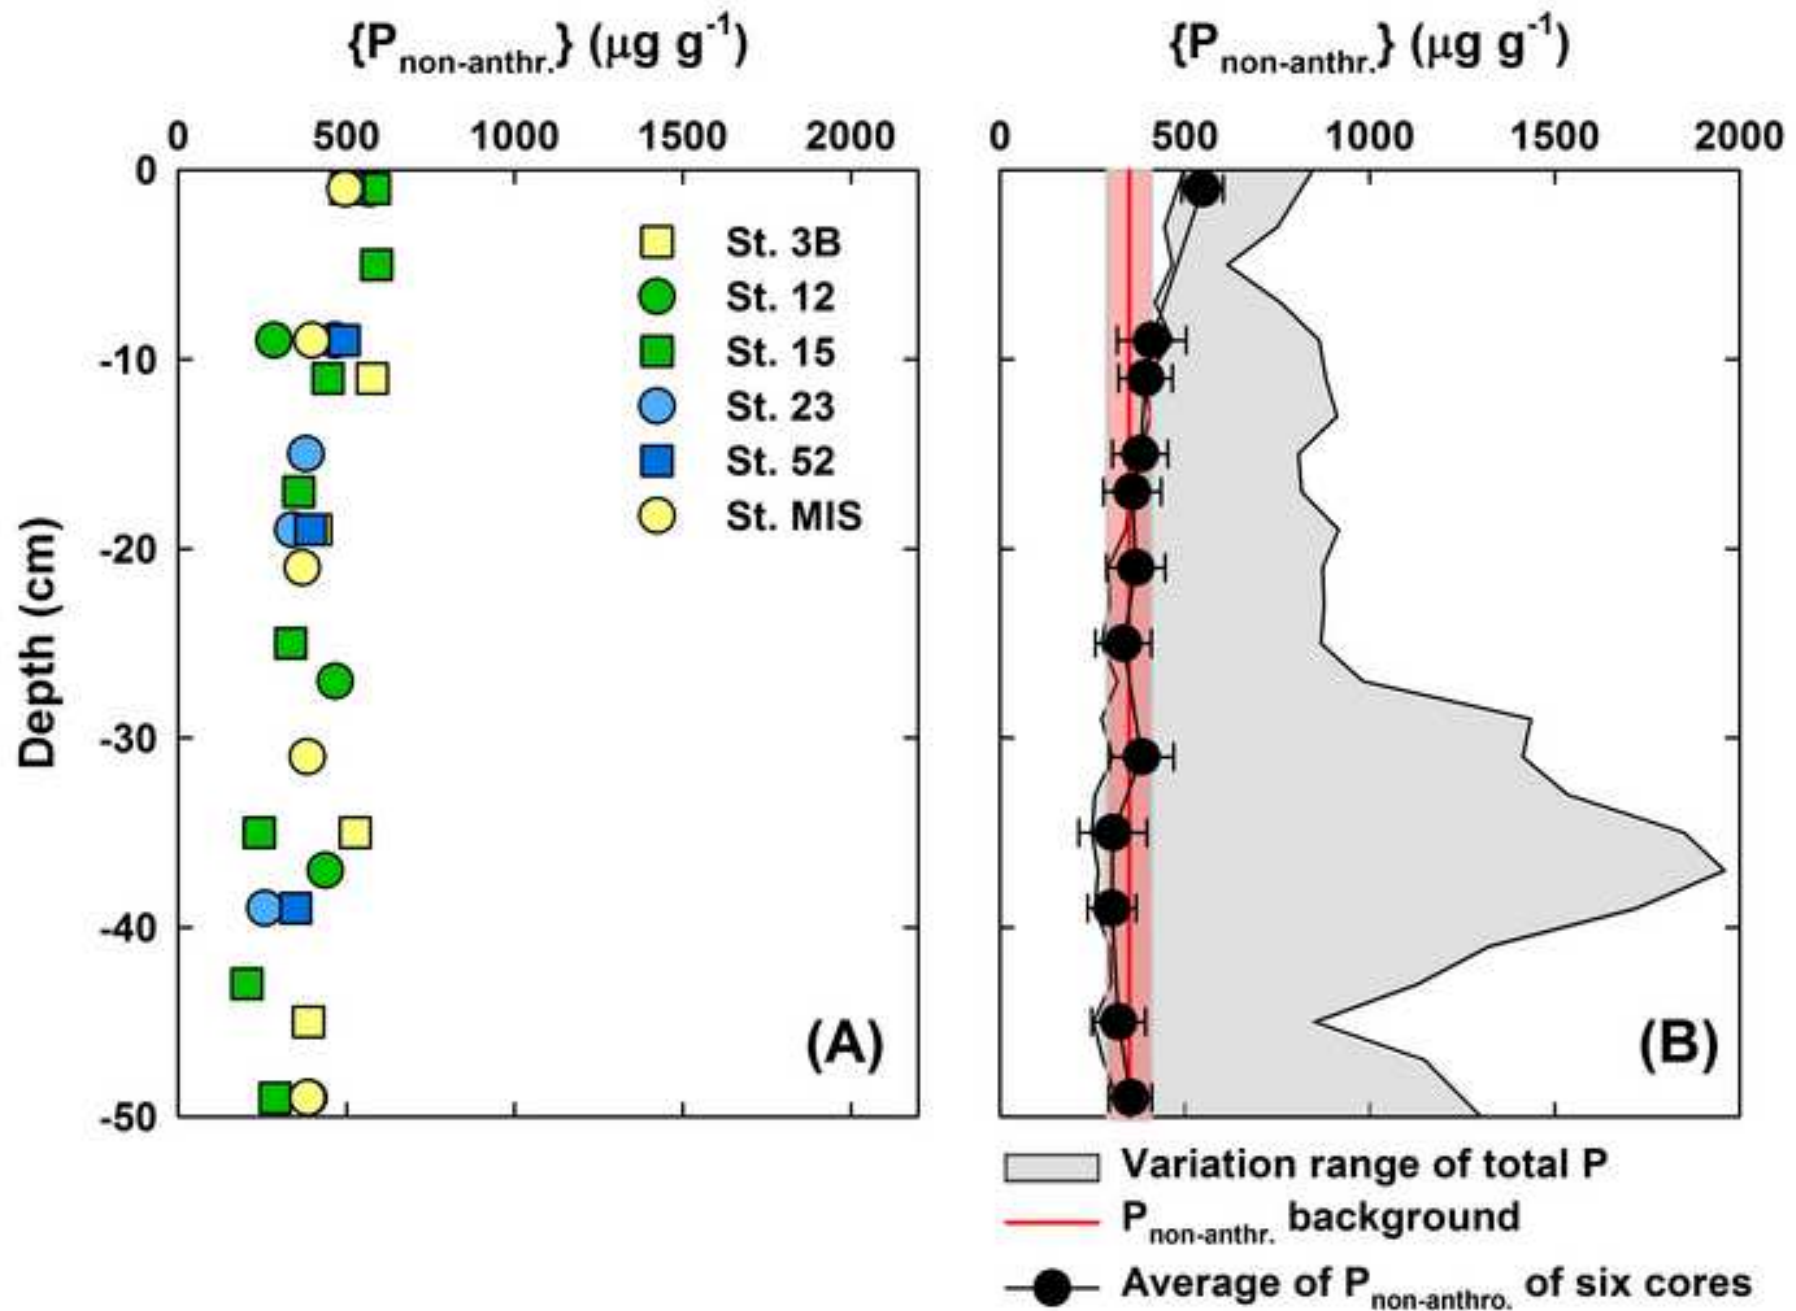 {Pnon-anthr.} (μg g-1)
0 500 1000 1500 2000
Depth (cm)
0
-10
-20
-30
-40
-50
St. 3B
St. 12
St. 15
St. 23
St. 52
St. MIS
(A)
{Pnon-anthr.} (μg g-1)
0 500 1000 1500 2000
(B)
Variation range of total P
Pnon-anthr. background
Average of Pnon-anthro. of six cores